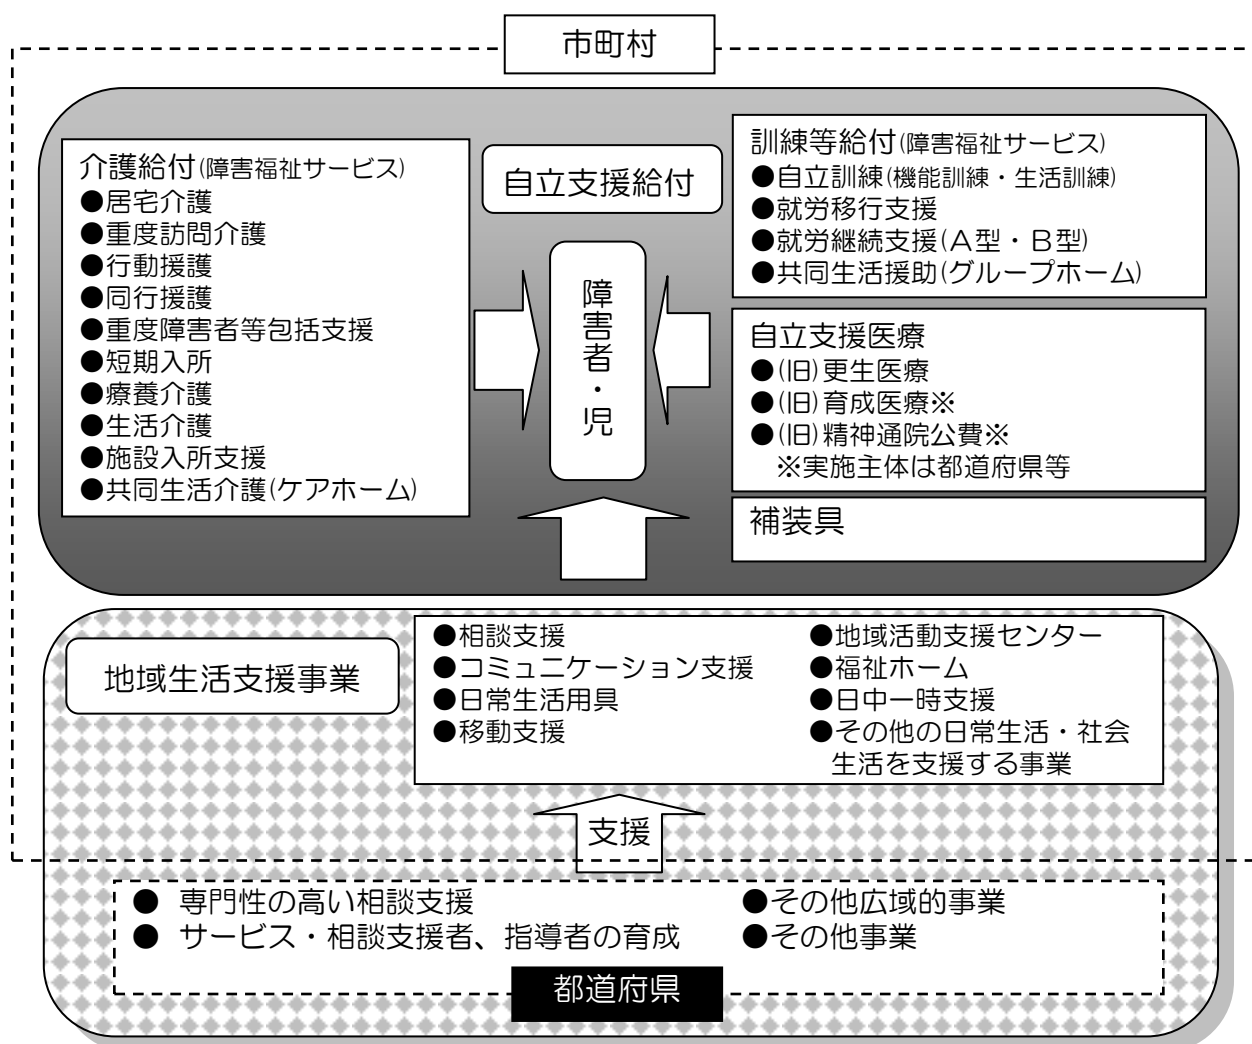 市町村
介護給付(障害福祉サービス)
●居宅介護
●重度訪問介護
●行動援護
●同行援護
●重度障害者等包括支援
●短期入所
●療養介護
●生活介護
●施設入所支援
●共同生活介護(ケアホーム)
自立支援給付
障害者・児
訓練等給付(障害福祉サービス)
●自立訓練(機能訓練・生活訓練)
●就労移行支援
●就労継続支援(A型・B型)
●共同生活援助(グループホーム)
自立支援医療
●(旧)更生医療
●(旧)育成医療※
●(旧)精神通院公費※
※実施主体は都道府県等
補装具
地域生活支援事業
●相談支援
●コミュニケーション支援
●日常生活用具
●移動支援
●地域活動支援センター
●福祉ホーム
●日中一時支援
●その他の日常生活・社会
生活を支援する事業
支援
● 専門性の高い相談支援
● サービス・相談支援者、指導者の育成
●その他広域的事業
●その他事業
都道府県